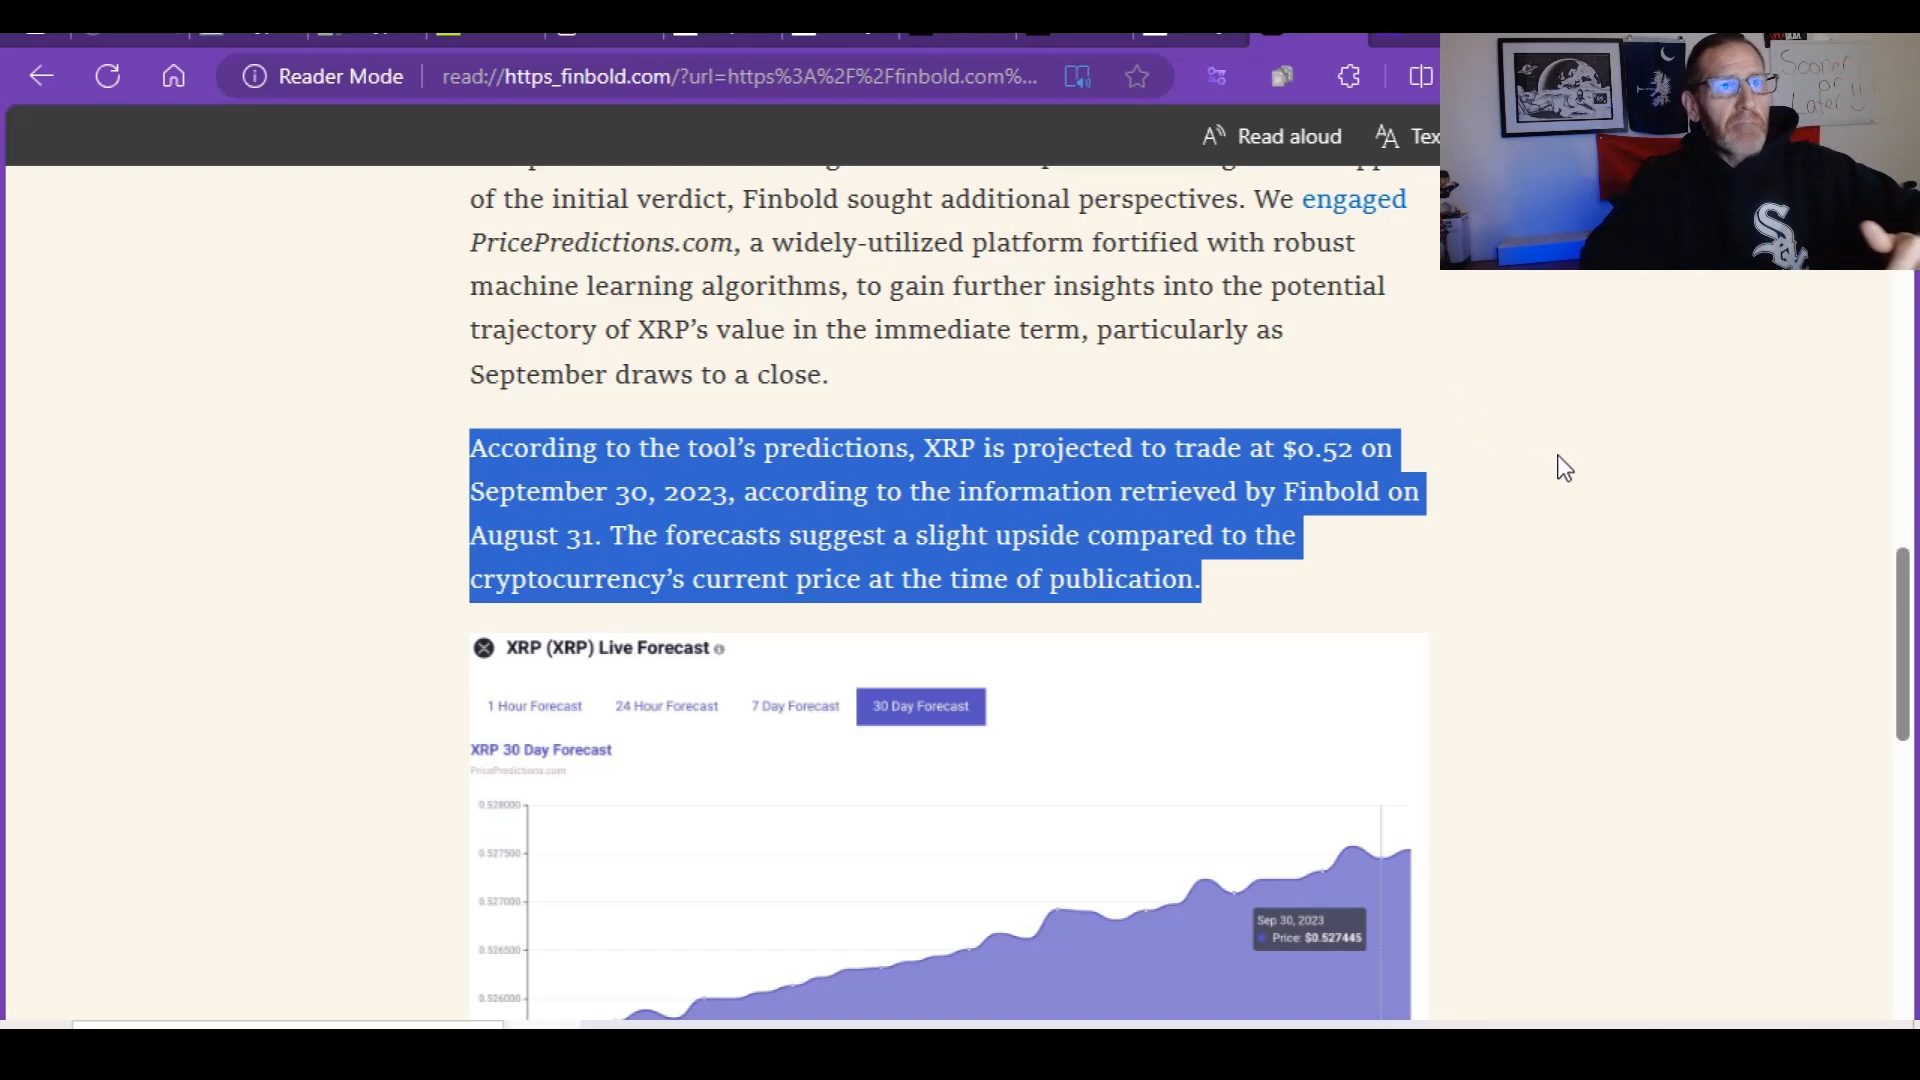 Reader Mode
read://https_finbold.com/?url=https%3A%2F%2Ffinbold.com%...
Read aloud
Tex
Sooner
or
Later!!
of the initial verdict, Finbold sought additional perspectives. We engaged
PricePredictions.com, a widely-utilized platform fortified with robust
machine learning algorithms, to gain further insights into the potential
trajectory of XRP’s value in the immediate term, particularly as
September draws to a close.
According to the tool’s predictions, XRP is projected to trade at $0.52 on
September 30, 2023, according to the information retrieved by Finbold on
August 31. The forecasts suggest a slight upside compared to the
cryptocurrency’s current price at the time of publication.
XRP (XRP) Live Forecast
1 Hour Forecast
24 Hour Forecast
7 Day Forecast
30 Day Forecast
XRP 30 Day Forecast
PricePredictions.com
0.528000
0.527500
0.527000
0.526500
0.526000
Sep 30, 2023
Price: $0.527445